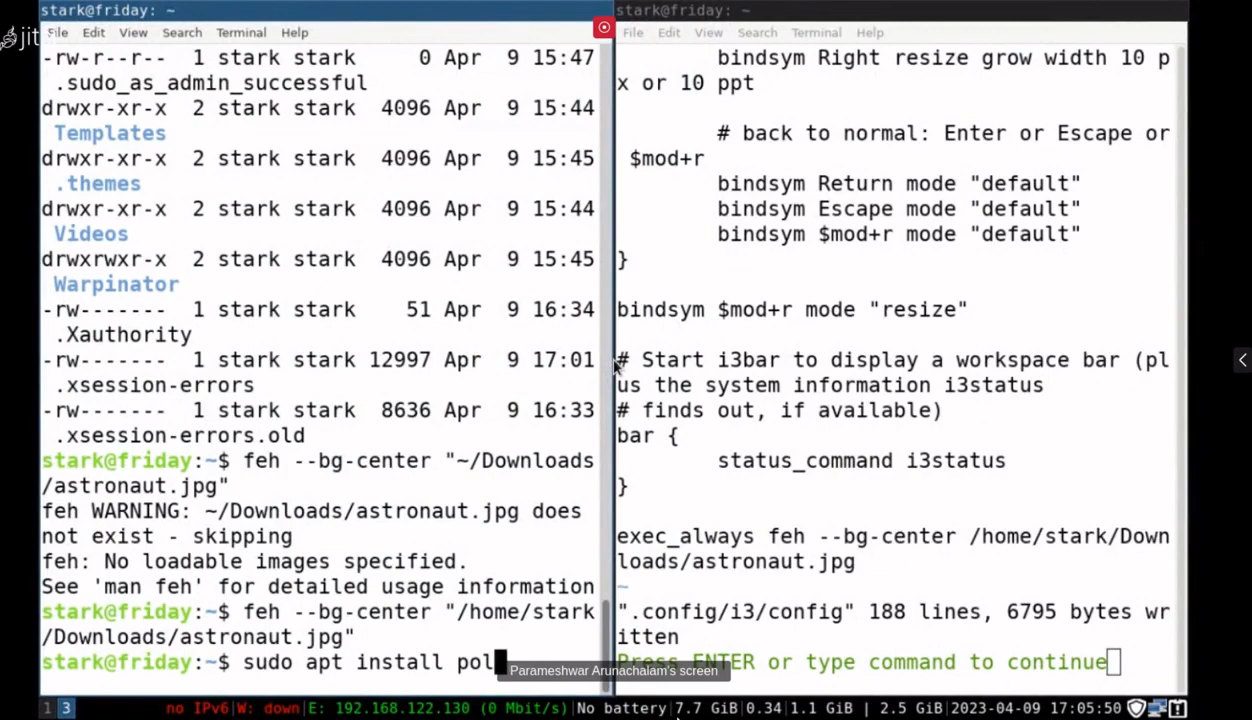 stark@friday: ~
File Edit View Search Terminal Help
-rw-r--r-- 1 stark stark 0 Apr 9 15:47
.sudo_as_admin_successful
drwxr-xr-x 2 stark stark 4096 Apr 9 15:44
Templates
drwxr-xr-x 2 stark stark 4096 Apr 9 15:45
.themes
drwxr-xr-x 2 stark stark 4096 Apr 9 15:44
Videos
drwxrwxr-x 2 stark stark 4096 Apr 9 15:45
Warpinator
-rw------- 1 stark stark 51 Apr 9 16:34
.Xauthority
-rw------- 1 stark stark 12997 Apr 9 17:01
.xsession-errors
-rw------- 1 stark stark 8636 Apr 9 16:33
.xsession-errors.old
stark@friday:~$ feh --bg-center "~/Downloads
/astronaut.jpg"
feh WARNING: ~/Downloads/astronaut.jpg does
not exist - skipping
feh: No loadable images specified.
See 'man feh' for detailed usage information
stark@friday:~$ feh --bg-center "/home/stark
/Downloads/astronaut.jpg"
stark@friday:~$ sudo apt install pol
stark@friday: ~
File Edit View Search Terminal Help
bindsym Right resize grow width 10 p
x or 10 ppt
# back to normal: Enter or Escape or
$mod+r
bindsym Return mode "default"
bindsym Escape mode "default"
bindsym $mod+r mode "default"
}
bindsym $mod+r mode "resize"
# Start i3bar to display a workspace bar (pl
us the system information i3status
# finds out, if available)
bar {
status_command i3status
}
exec_always feh --bg-center /home/stark/Down
loads/astronaut.jpg
~
".config/i3/config" 188 lines, 6795 bytes wr
itten
Press ENTER or type command to continue
Parameshwar Arunachalam's screen
jit
1 3 no IPv6|W: down|E: 192.168.122.130 (0 Mbit/s)|No battery|7.7 GiB|0.34|1.1 GiB | 2.5 GiB|2023-04-09 17:05:50